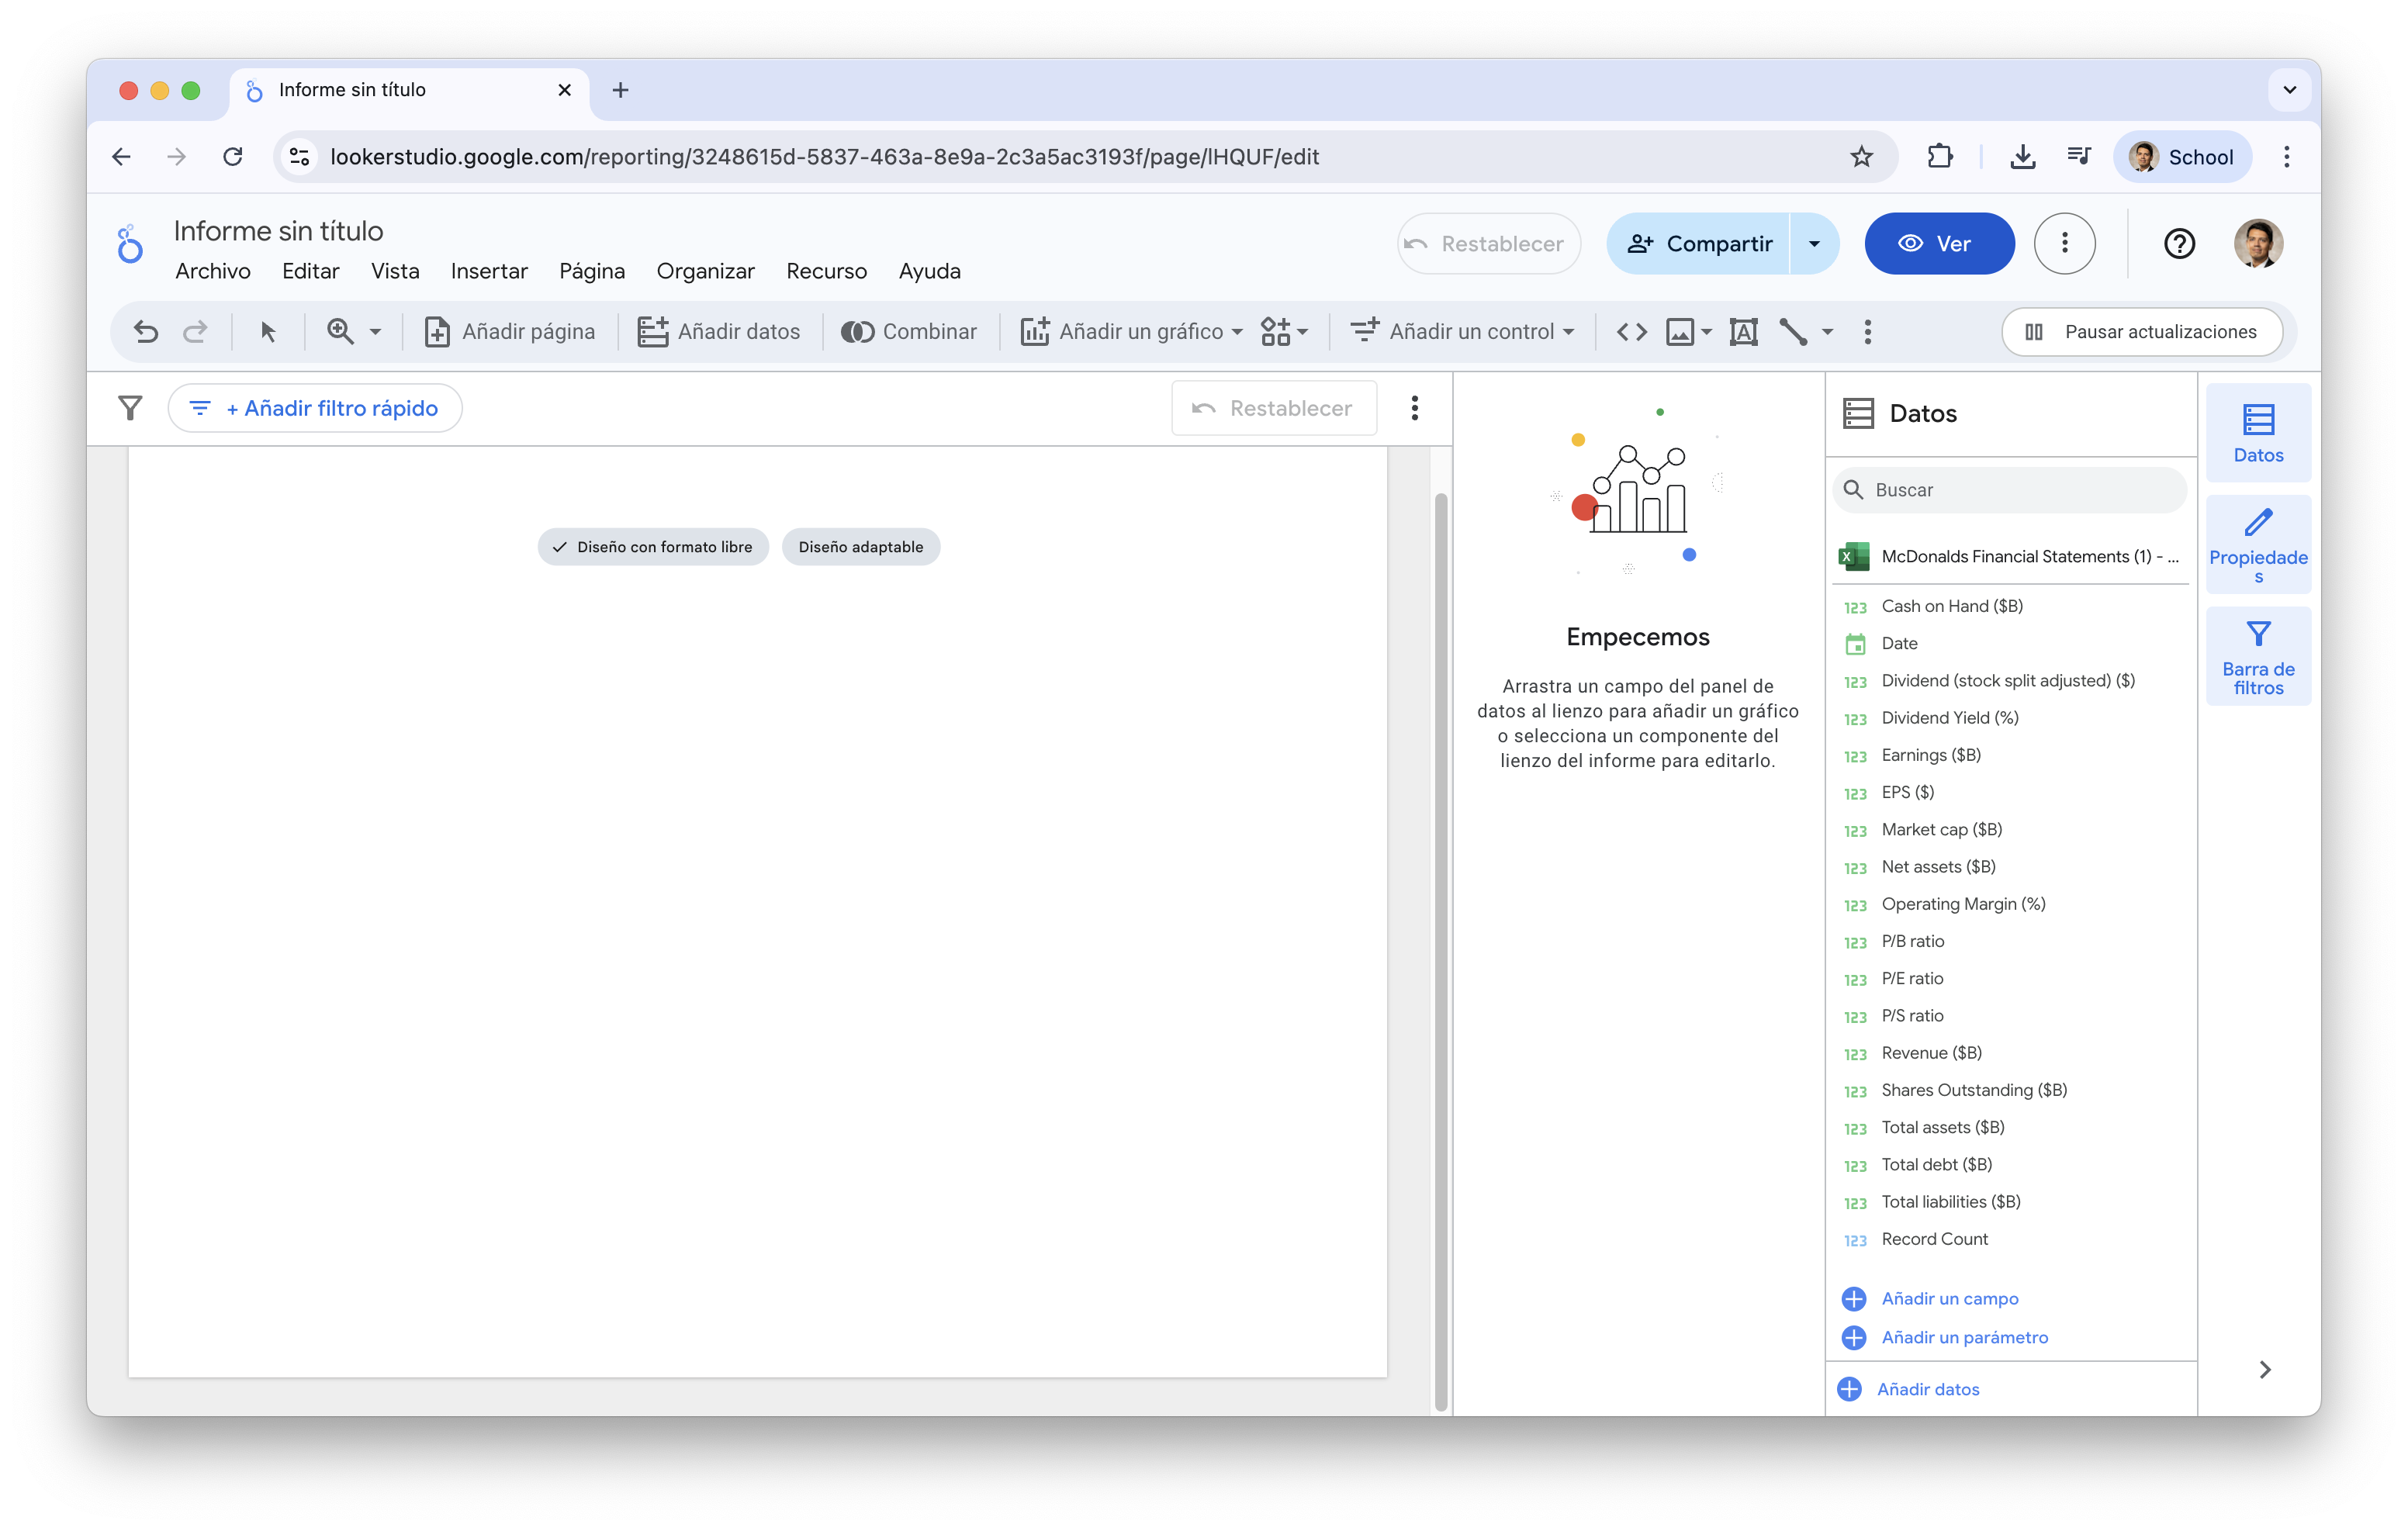 Informe sin título
lookerstudio.google.com/reporting/3248615d-5837-463a-8e9a-2c3a5ac3193f/page/lHQUF/edit
School
Informe sin título
Archivo Editar Vista Insertar Página Organizar Recurso Ayuda
Restablecer
Compartir
Ver
Añadir página
Añadir datos
Combinar
Añadir un gráfico
Añadir un control
Pausar actualizaciones
+ Añadir filtro rápido
Restablecer
Diseño con formato libre
Diseño adaptable
Empecemos
Arrastra un campo del panel de
datos al lienzo para añadir un gráfico
o selecciona un componente del
lienzo del informe para editarlo.
Datos
Buscar
McDonalds Financial Statements (1) - ...
123 Cash on Hand ($B)
Date
123 Dividend (stock split adjusted) ($)
123 Dividend Yield (%)
123 Earnings ($B)
123 EPS ($)
123 Market cap ($B)
123 Net assets ($B)
123 Operating Margin (%)
123 P/B ratio
123 P/E ratio
123 P/S ratio
123 Revenue ($B)
123 Shares Outstanding ($B)
123 Total assets ($B)
123 Total debt ($B)
123 Total liabilities ($B)
123 Record Count
Añadir un campo
Añadir un parámetro
Añadir datos
Datos
Propiedade
s
Barra de
filtros